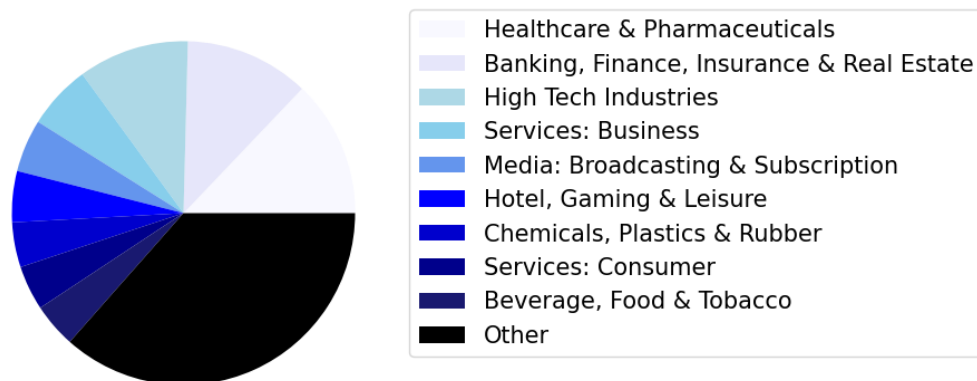 Healthcare & Pharmaceuticals
Banking, Finance, Insurance & Real Estate
High Tech Industries
Services: Business
Media: Broadcasting & Subscription
Hotel, Gaming & Leisure
Chemicals, Plastics & Rubber
Services: Consumer
Beverage, Food & Tobacco
Other